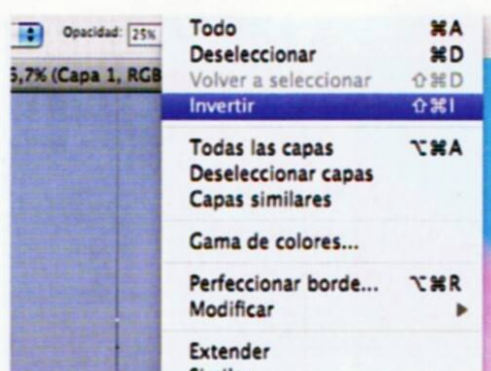 Opacidad: 25%
5,7% (Capa 1, RGB
Todo ⌘A
Deseleccionar ⌘D
Volver a seleccionar ⇧⌘D
Invertir ⇧⌘I
Todas las capas ⌥⌘A
Deseleccionar capas
Capas similares
Gama de colores...
Perfeccionar borde... ⌥⌘R
Modificar ▶
Extender